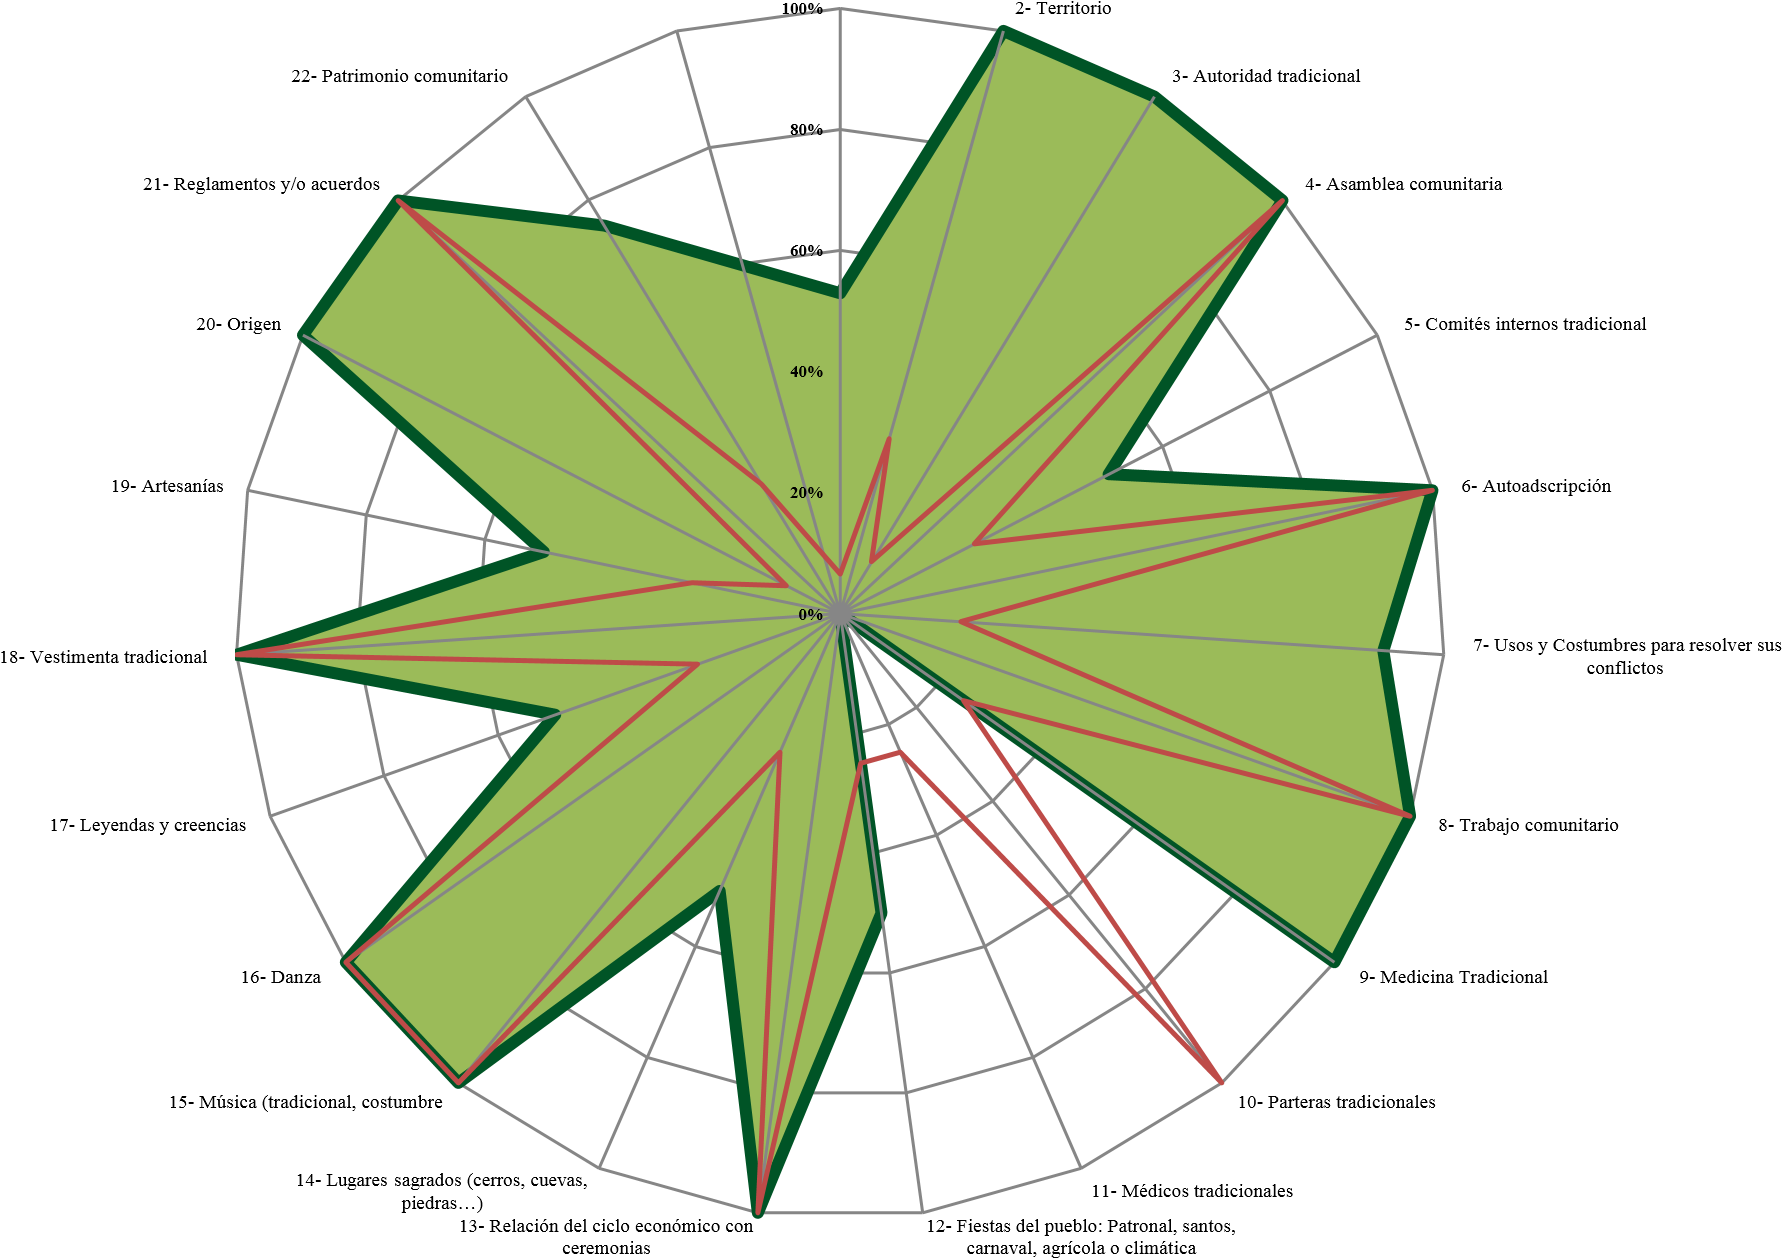 100%
80%
60%
40%
20%
0%
2- Territorio
3- Autoridad tradicional
4- Asamblea comunitaria
5- Comités internos tradicional
6- Autoadscripción
7- Usos y Costumbres para resolver sus
conflictos
8- Trabajo comunitario
9- Medicina Tradicional
10- Parteras tradicionales
11- Médicos tradicionales
12- Fiestas del pueblo: Patronal, santos,
carnaval, agrícola o climática
13- Relación del ciclo económico con
ceremonias
14- Lugares sagrados (cerros, cuevas,
piedras…)
15- Música (tradicional, costumbre
16- Danza
17- Leyendas y creencias
18- Vestimenta tradicional
19- Artesanías
20- Origen
21- Reglamentos y/o acuerdos
22- Patrimonio comunitario